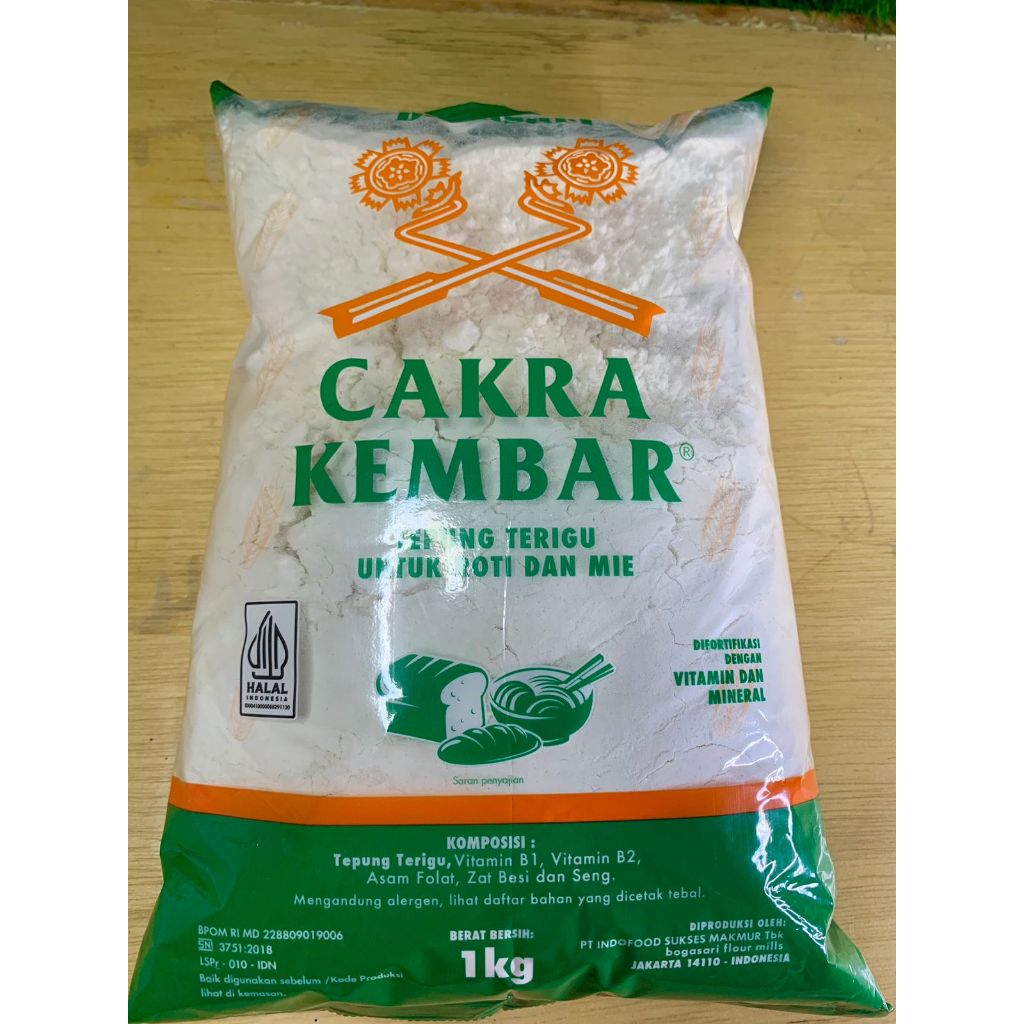 CAKRA
KEMBAR®
TEPUNG TERIGU
UNTUK ROTI DAN MIE
HALAL
INDONESIA
DIFORTIFIKASI
DENGAN
VITAMIN DAN
MINERAL
Saran penyajian
KOMPOSISI :
Tepung Terigu, Vitamin B1, Vitamin B2,
Asam Folat, Zat Besi dan Seng.
Mengandung alergen, lihat daftar bahan yang dicetak tebal.
BPOM RI MD 228809019006
SNI 3751:2018
LSPr - 010 - IDN
Baik digunakan sebelum /Kode Produksi
lihat di kemasan.
BERAT BERSIH:
1kg
DIPRODUKSI OLEH:
PT INDOFOOD SUKSES MAKMUR Tbk
bogasari flour mills
JAKARTA 14110 - INDONESIA